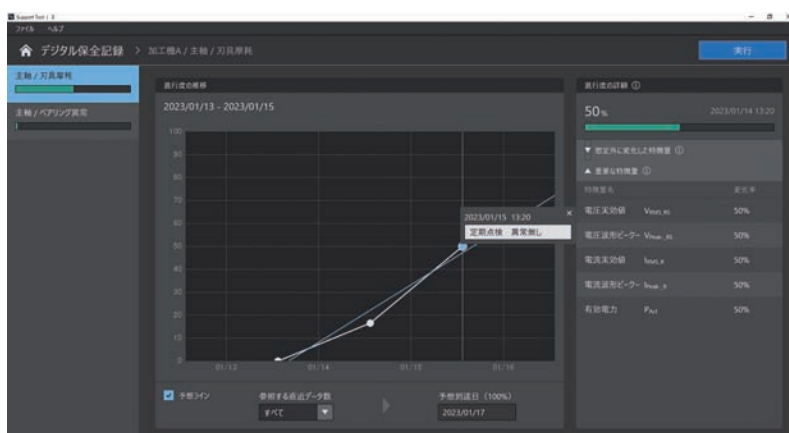 Support Tool
ファイル ヘルプ
デジタル保全記録 > 加工機A / 主軸 / 刃具摩耗
実行
主軸 / 刃具摩耗
主軸 / ベアリング異常
進行度の推移
2023/01/13 - 2023/01/15
100
90
80
70
60
50
40
30
20
10
0
01/13
01/14
01/15
01/16
2023/01/15 13:20
×
定期点検 異常無し
予想ライン
参照する直近データ数
すべて
予想到達日 (100%)
2023/01/17
進行度の詳細
50%
2023/01/14 13:20
▼ 想定外に変化した特徴量
▲ 重要な特徴量
特徴量名 変化率
電圧実効値 VRMS_RS 50%
電圧波形ピーク- 50%
電流実効値 IRMS_R 50%
電流波形ピーク- 50%
有効電力 PAct 50%